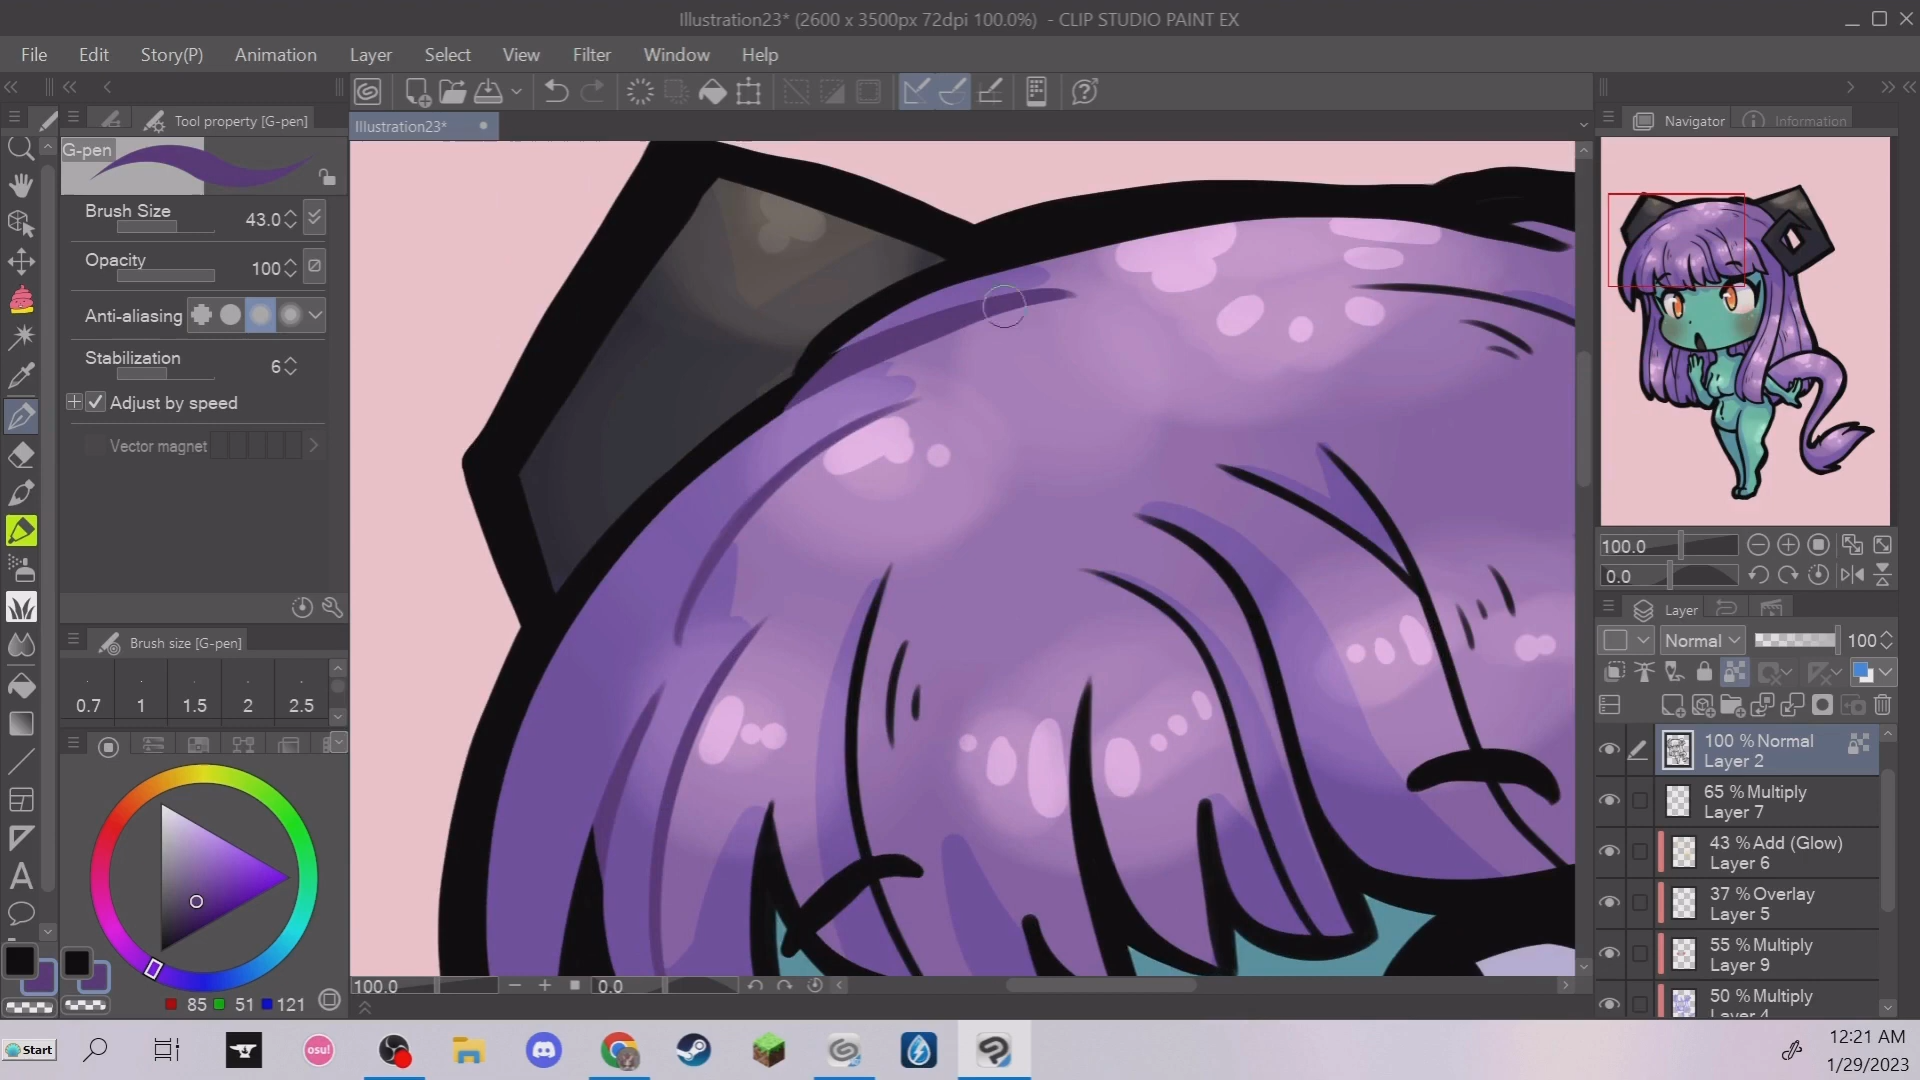 Illustration23* (2600 x 3500px 72dpi 100.0%) - CLIP STUDIO PAINT EX
File Edit Story(P) Animation Layer Select View Filter Window Help
Tool property [G-pen]
Illustration23*
Navigator Information
G-pen
Brush Size 43.0
Opacity 100
Anti-aliasing
Stabilization 6
Adjust by speed
Vector magnet
Brush size [G-pen]
0.7 1 1.5 2 2.5
85 51 121
100.0 0.0
100.0
0.0
Layer
Normal 100
100 % Normal
Layer 2
65 % Multiply
Layer 7
43 % Add (Glow)
Layer 6
37 % Overlay
Layer 5
55 % Multiply
Layer 9
50 % Multiply
Start
osu!
12:21 AM
1/29/2023